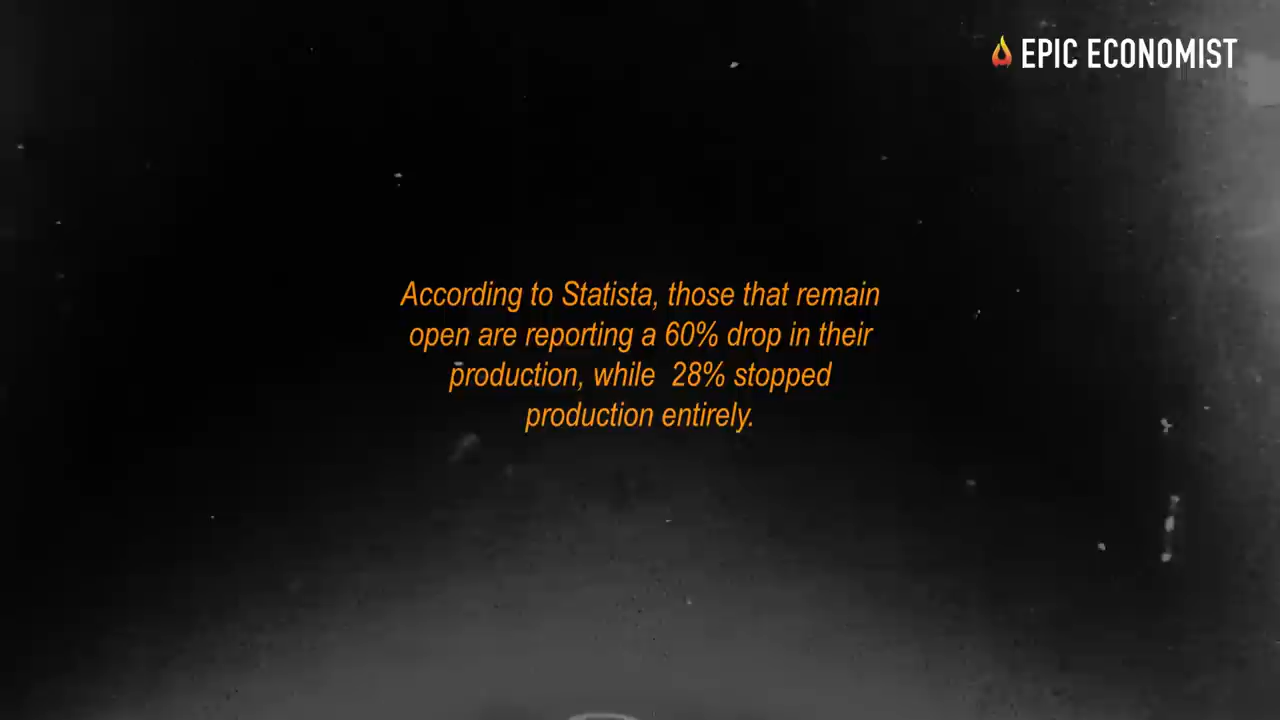 EPIC ECONOMIST
According to Statista, those that remain
open are reporting a 60% drop in their
production, while  28% stopped
production entirely.